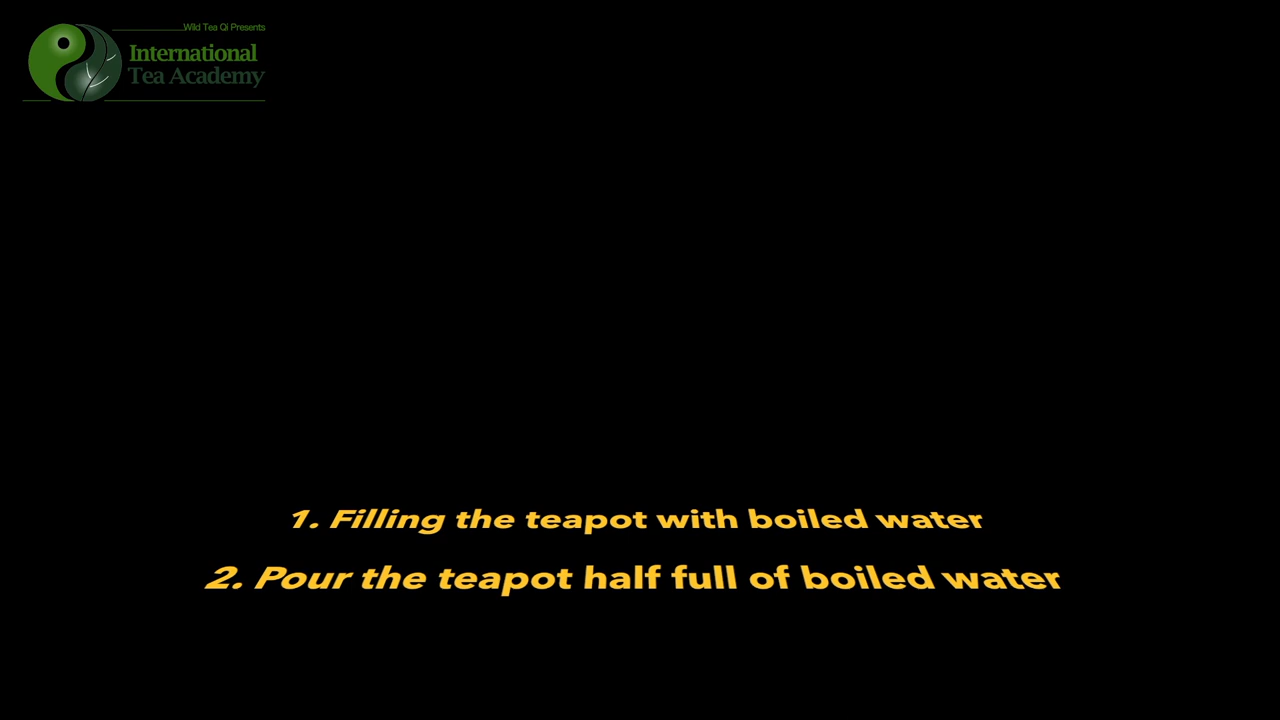 Wild Tea Qi Presents
International
Tea Academy
1. Filling the teapot with boiled water
2. Pour the teapot half full of boiled water